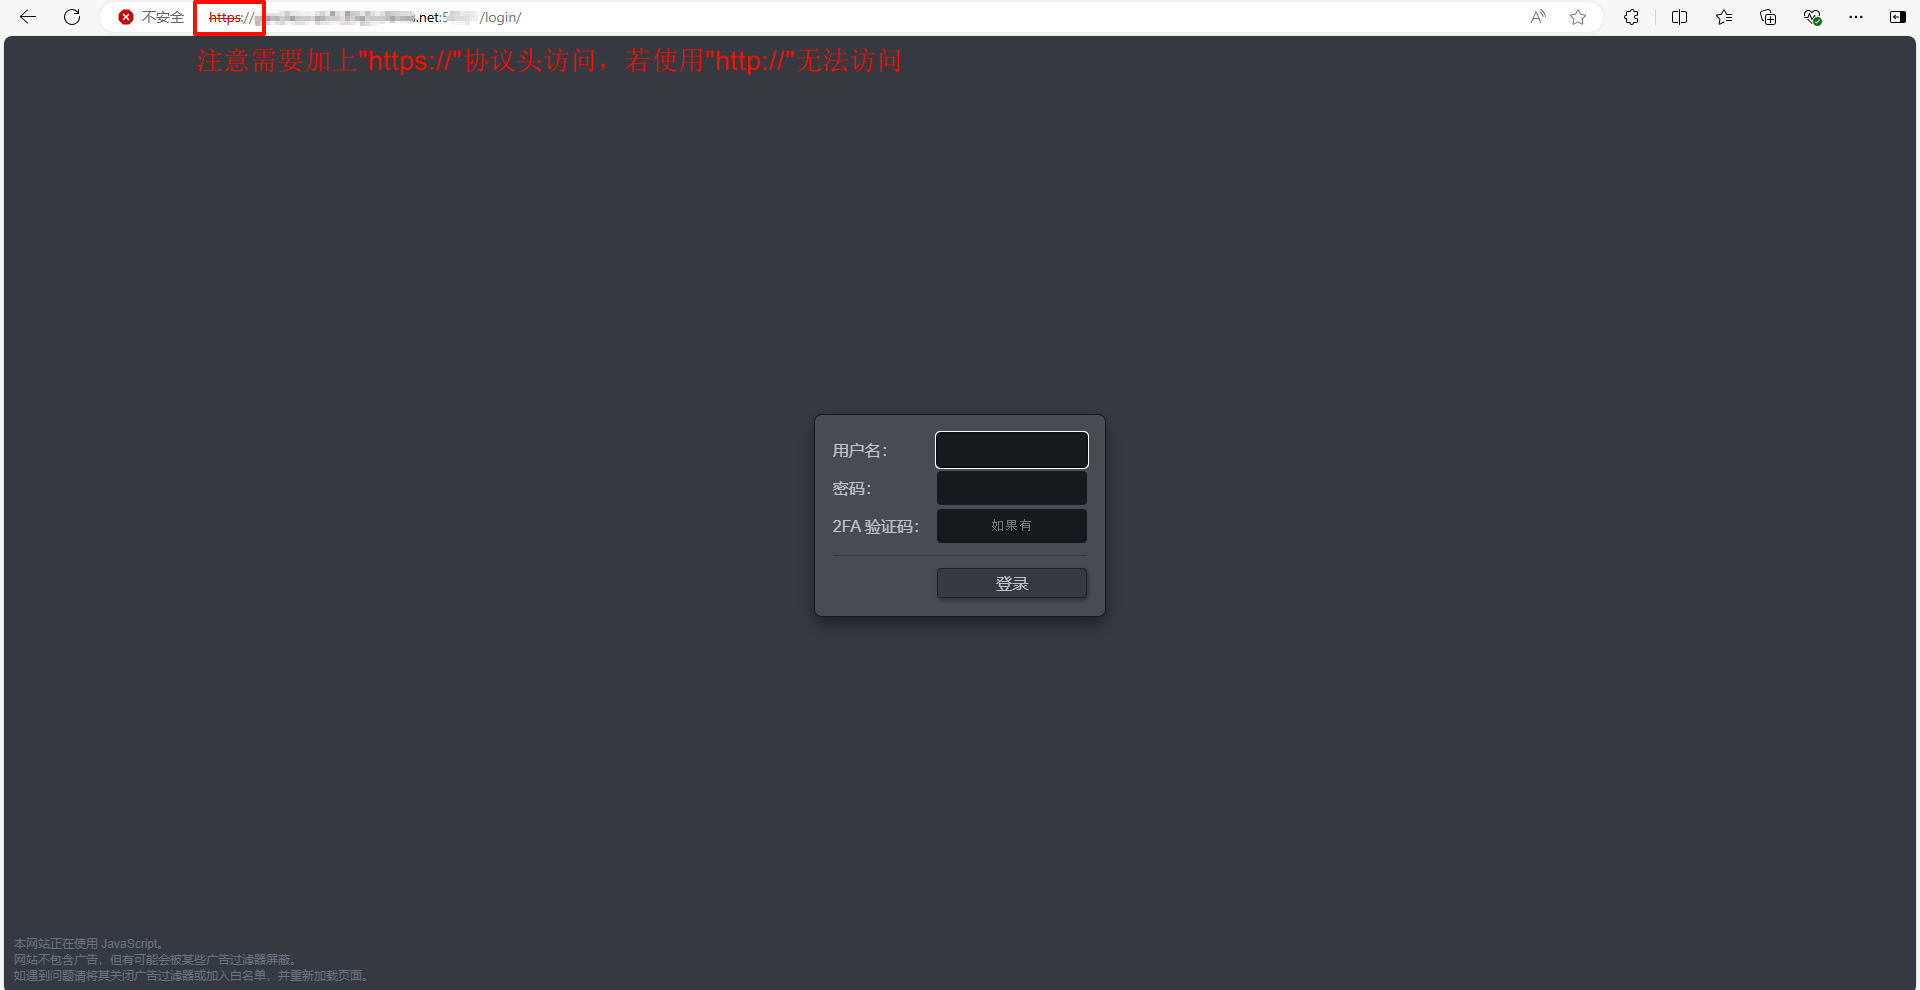 不安全 https:// .net:5 /login/
注意需要加上"https://"协议头访问，若使用"http://"无法访问
用户名：
密码：
2FA 验证码： 如果有
登录
本网站正在使用 JavaScript。
网站不包含广告，但有可能会被某些广告过滤器屏蔽。
如遇到问题请将其关闭广告过滤器或加入白名单，并重新加载页面。